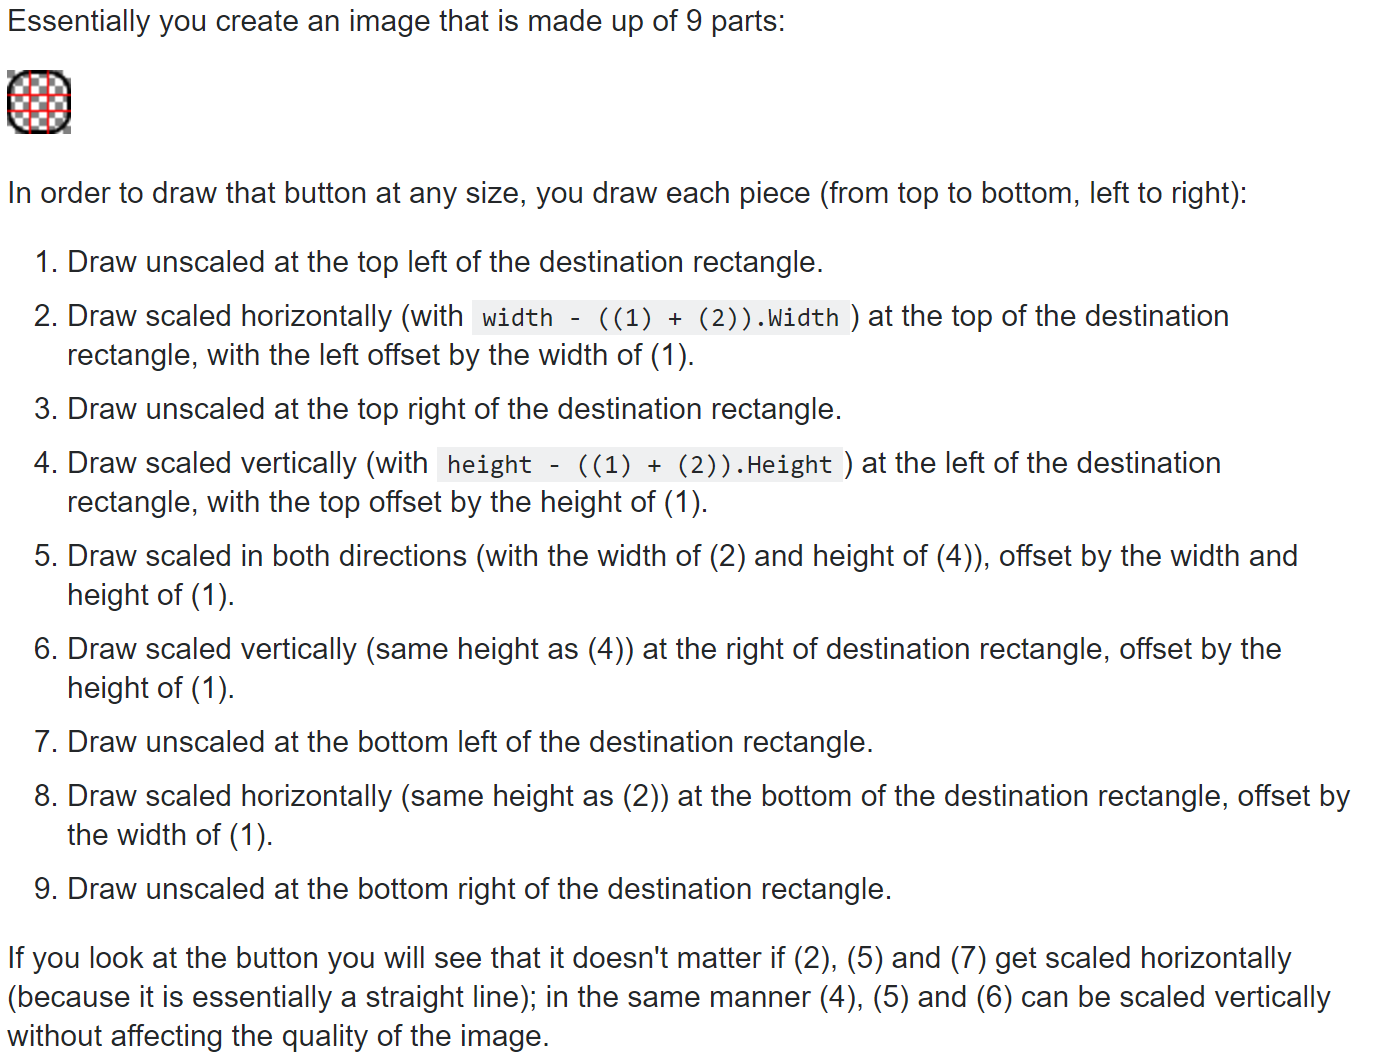 Essentially you create an image that is made up of 9 parts:
In order to draw that button at any size, you draw each piece (from top to bottom, left to right):
1. Draw unscaled at the top left of the destination rectangle.
2. Draw scaled horizontally (with width - ((1) + (2)).Width ) at the top of the destination
rectangle, with the left offset by the width of (1).
3. Draw unscaled at the top right of the destination rectangle.
4. Draw scaled vertically (with height - ((1) + (2)).Height ) at the left of the destination
rectangle, with the top offset by the height of (1).
5. Draw scaled in both directions (with the width of (2) and height of (4)), offset by the width and
height of (1).
6. Draw scaled vertically (same height as (4)) at the right of destination rectangle, offset by the
height of (1).
7. Draw unscaled at the bottom left of the destination rectangle.
8. Draw scaled horizontally (same height as (2)) at the bottom of the destination rectangle, offset by
the width of (1).
9. Draw unscaled at the bottom right of the destination rectangle.
If you look at the button you will see that it doesn't matter if (2), (5) and (7) get scaled horizontally
(because it is essentially a straight line); in the same manner (4), (5) and (6) can be scaled vertically
without affecting the quality of the image.